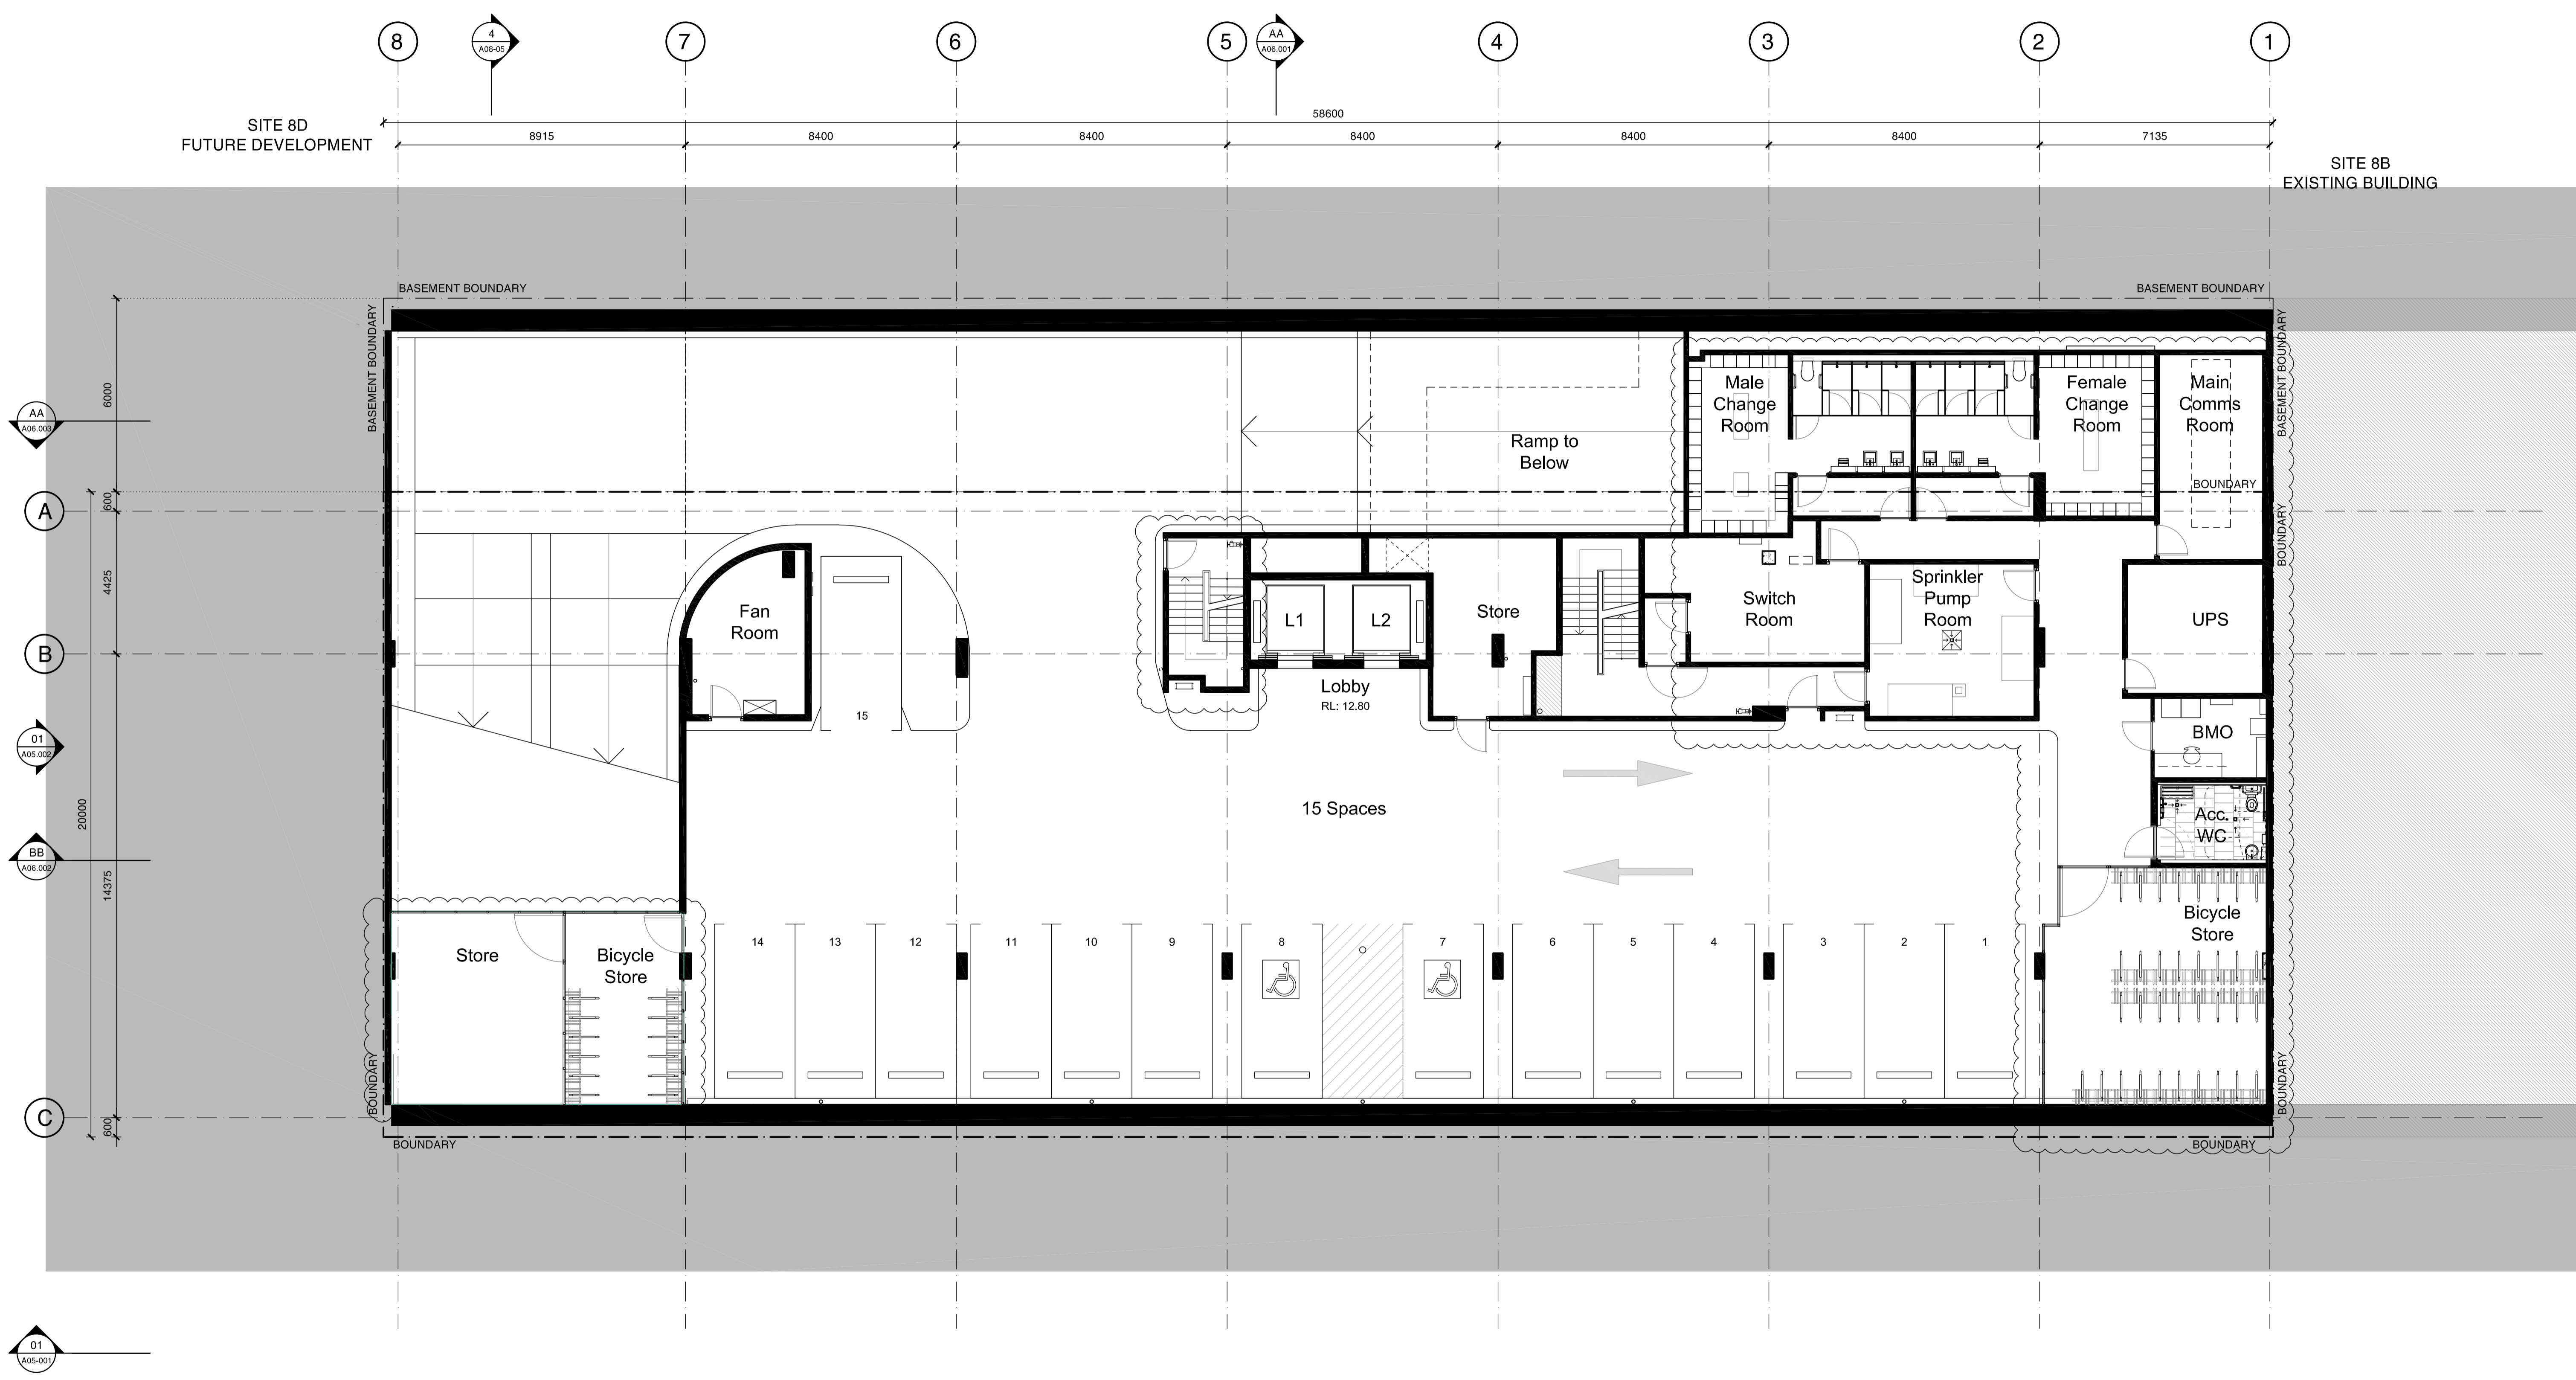 8
4
A08-05
7
6
5
AA
A06.001
4
3
2
1
58600
SITE 8D
FUTURE DEVELOPMENT
8915
8400
8400
8400
8400
8400
7135
SITE 8B
EXISTING BUILDING
BASEMENT BOUNDARY
BASEMENT BOUNDARY
BASEMENT BOUNDARY
BASEMENT BOUNDARY
6000
AA
A06.003
Male
Change
Room
Female
Change
Room
Main
Comms
Room
Ramp to
Below
BOUNDARY
600
A
BOUNDARY
4425
Fan
Room
L1
L2
Store
Switch
Room
Sprinkler
Pump
Room
UPS
B
Lobby
RL: 12.80
15
BMO
01
A05.002
20000
15 Spaces
Acc.
WC
BB
A06.002
14375
Store
Bicycle
Store
14
13
12
11
10
9
8
7
6
5
4
3
2
1
Bicycle
Store
BOUNDARY
BOUNDARY
C
600
BOUNDARY
BOUNDARY
01
A05-001